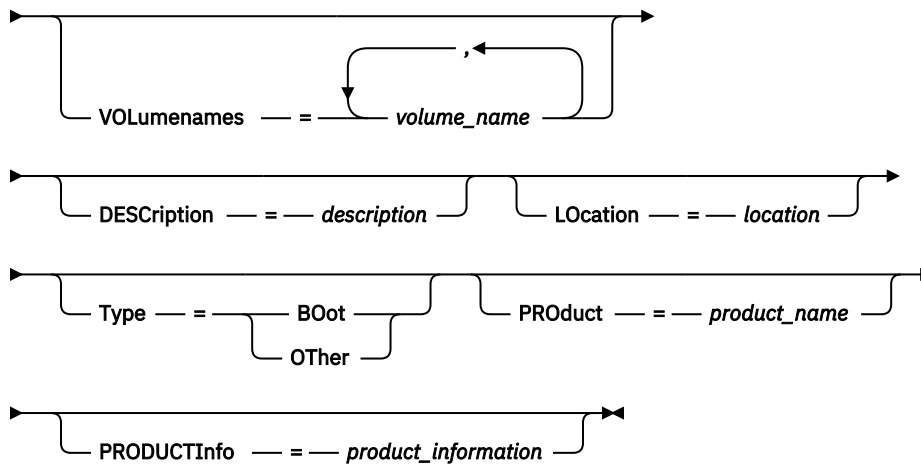 ,
VOLumenames = volume_name
DESCription = description LOcation = location
Type = BOot PROduct = product_name
OTher
PRODUCTInfo = product_information